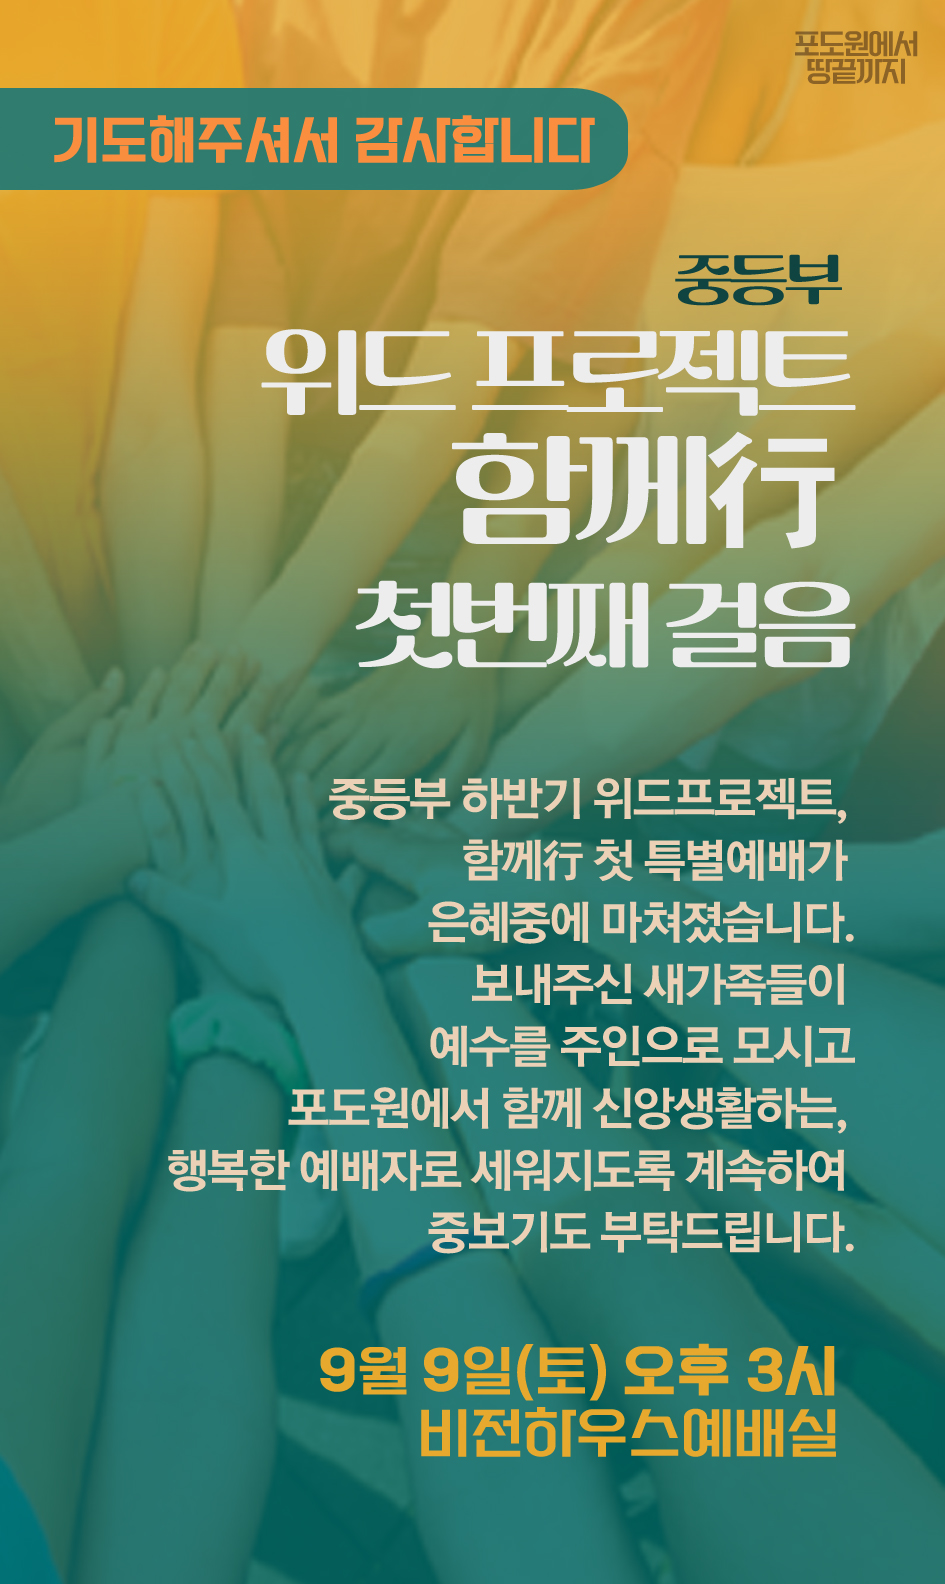 포도원에서
땅끝까지
기도해주셔서 감사합니다
중등부
위드 프로젝트
함께行
첫번째 걸음
중등부 하반기 위드프로젝트,
함께行 첫 특별예배가
은혜중에 마쳐졌습니다.
보내주신 새가족들이
예수를 주인으로 모시고
포도원에서 함께 신앙생활하는,
행복한 예배자로 세워지도록 계속하여
중보기도 부탁드립니다.
9월 9일(토) 오후 3시
비전하우스예배실